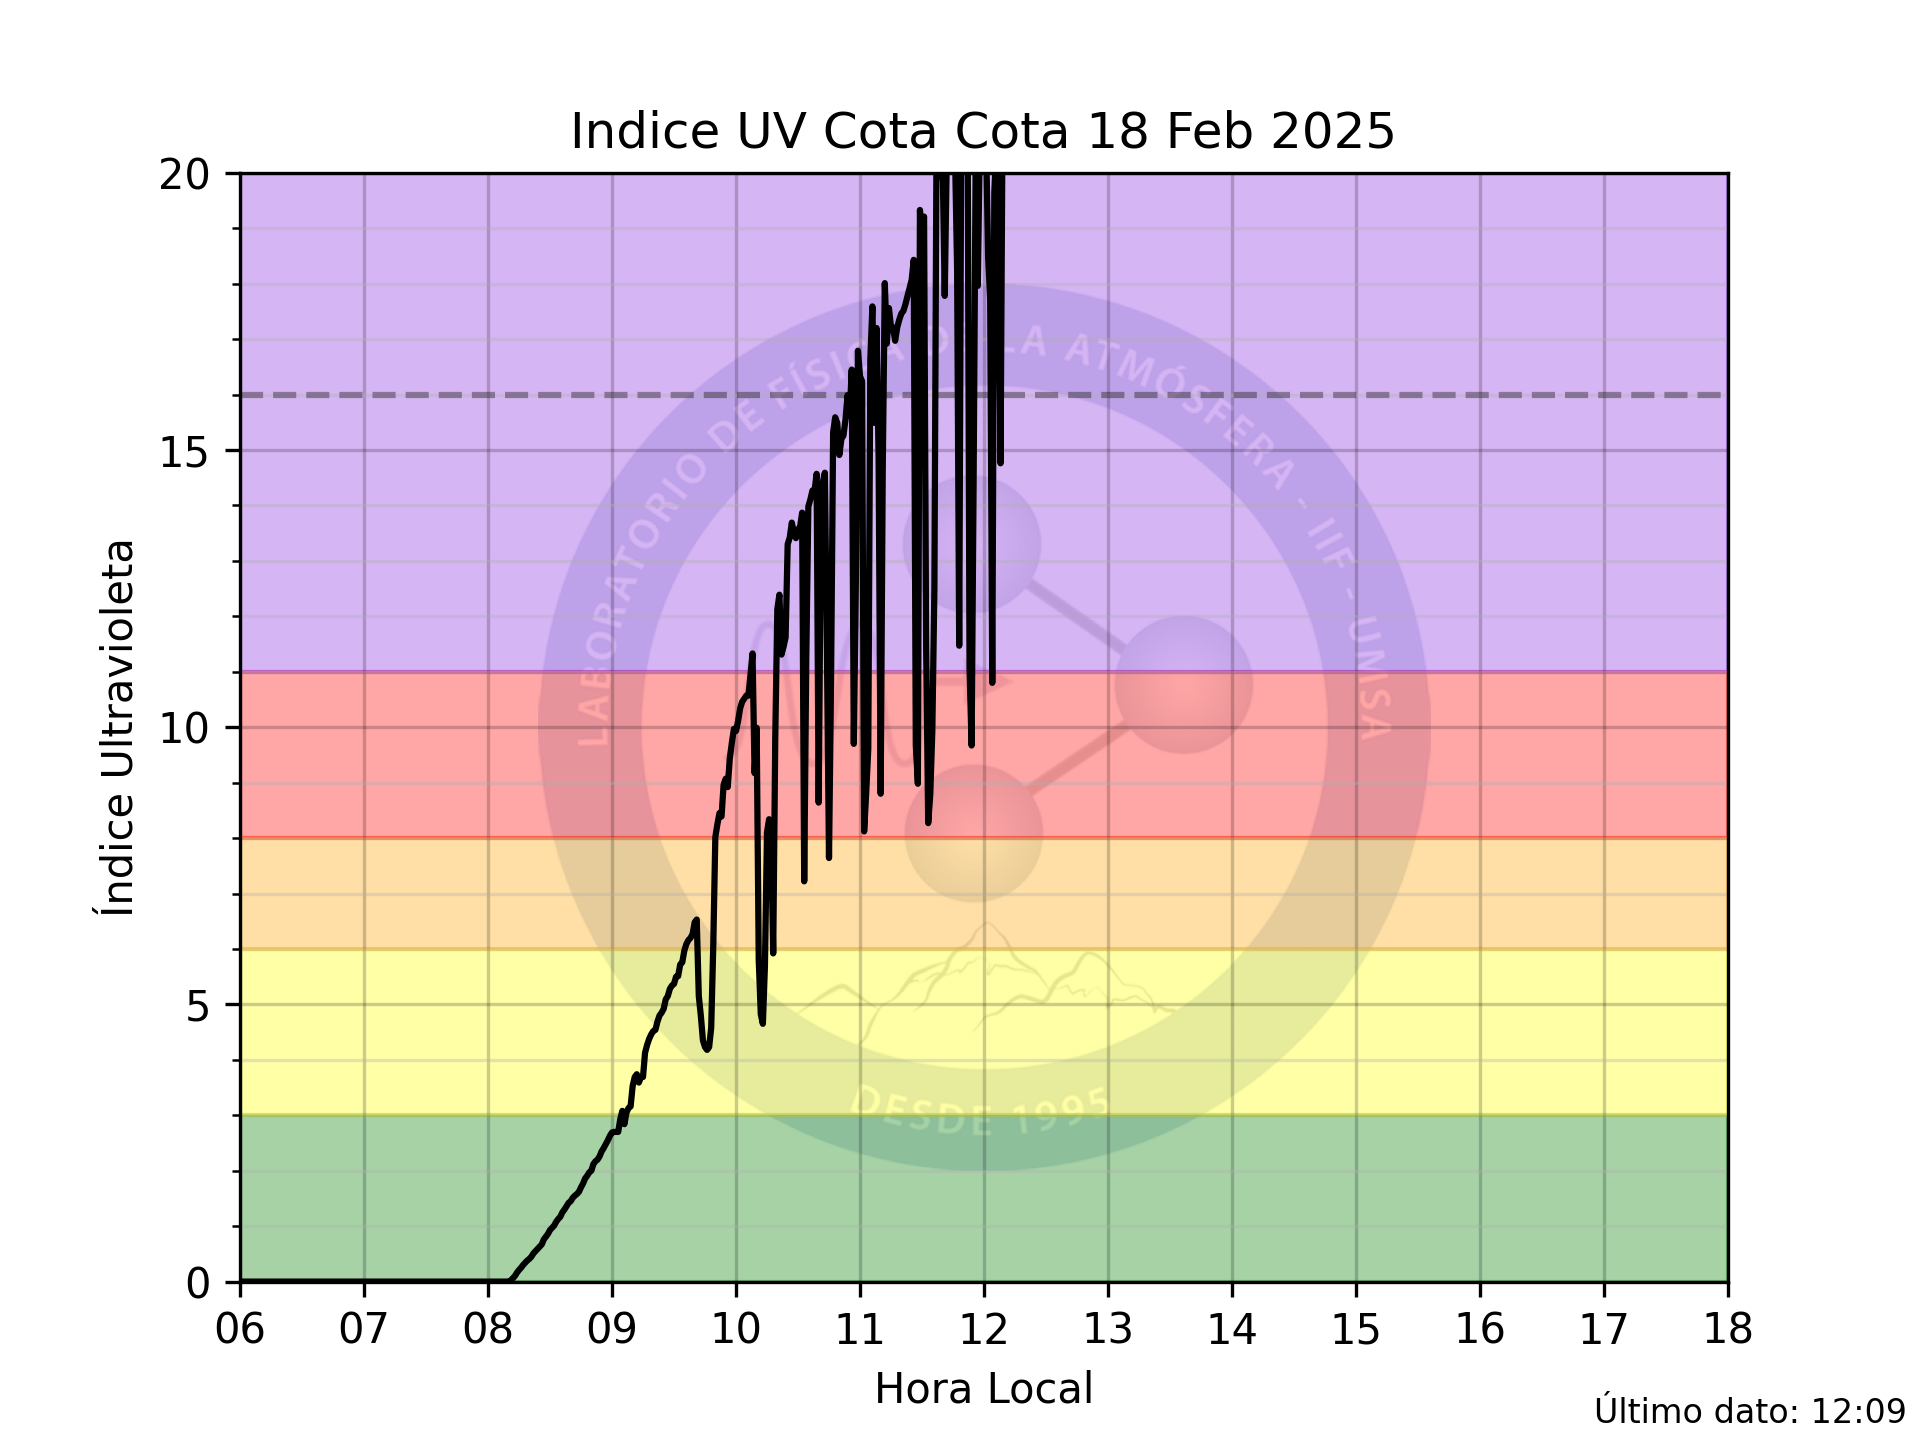 Indice UV Cota Cota 18 Feb 2025
20
15
10
5
0
Índice Ultravioleta
LABORATORIO DE FÍSICA D LA ATMÓSFERA - IIF - UMSA
DESDE 1995
06 07 08 09 10 11 12 13 14 15 16 17 18
Hora Local
Último dato: 12:09